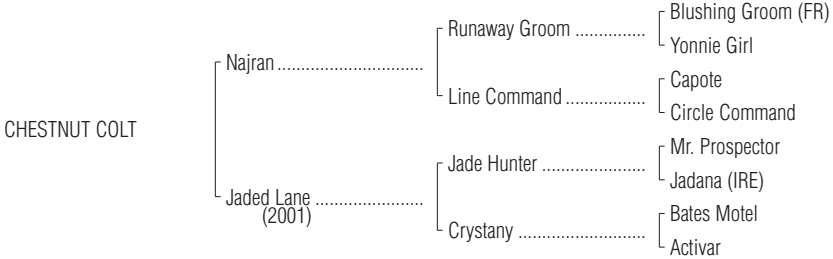 Blushing Groom (FR)
Runaway Groom ...............
Yonnie Girl
Najran ...............................
Capote
Line Command .................
Circle Command
CHESTNUT COLT
Mr. Prospector
Jade Hunter ......................
Jadana (IRE)
Jaded Lane .......................
(2001)
Bates Motel
Crystany ...........................
Activar